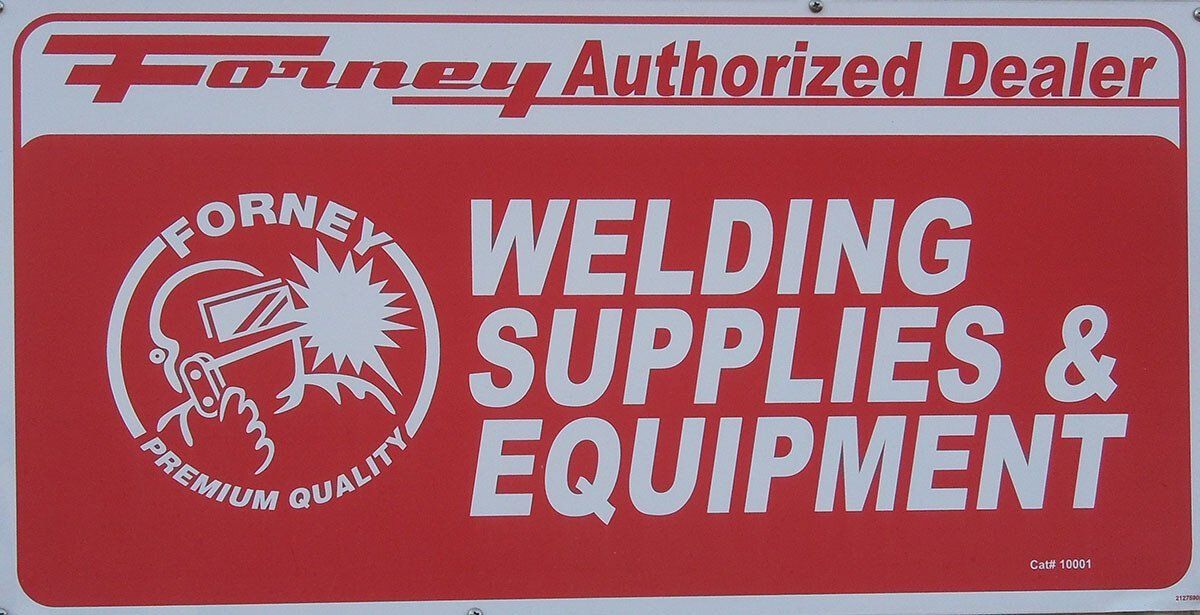 Forney Authorized Dealer
FORNEY
PREMIUM QUALITY
WELDING
SUPPLIES &
EQUIPMENT
Cat# 10001